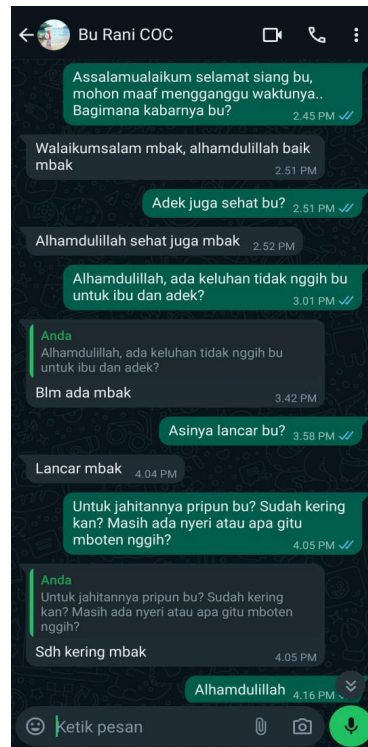 Bu Rani COC
Assalamualaikum selamat siang bu,
mohon maaf mengganggu waktunya..
Bagimana kabarnya bu?
2.45 PM
Walaikumsalam mbak, alhamdulillah baik
mbak
2.51 PM
Adek juga sehat bu? 2.51 PM
Alhamdulillah sehat juga mbak 2.52 PM
Alhamdulillah, ada keluhan tidak nggih bu
untuk ibu dan adek?
3.01 PM
Anda
Alhamdulillah, ada keluhan tidak nggih bu
untuk ibu dan adek?
Blm ada mbak
3.42 PM
Asinya lancar bu? 3.58 PM
Lancar mbak 4.04 PM
Untuk jahitannya pripun bu? Sudah kering
kan? Masih ada nyeri atau apa gitu
mboten nggih?
4.05 PM
Anda
Untuk jahitannya pripun bu? Sudah kering
kan? Masih ada nyeri atau apa gitu mboten
nggih?
Sdh kering mbak
4.05 PM
Alhamdulillah 4.16 PM
Ketik pesan